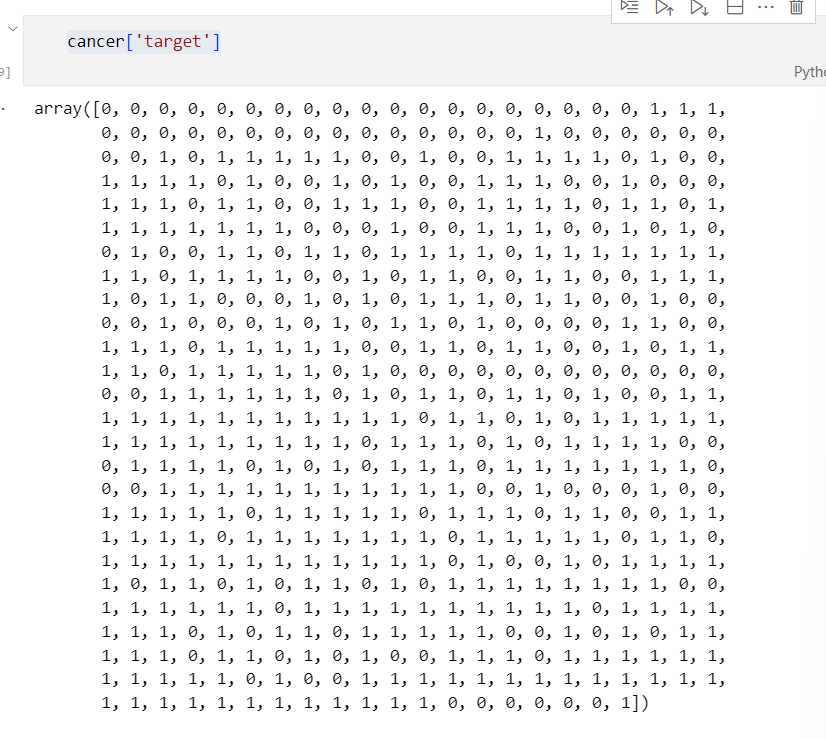 cancer['target']
9]
Pytho
array([0, 0, 0, 0, 0, 0, 0, 0, 0, 0, 0, 0, 0, 0, 0, 0, 0, 0, 0, 1, 1, 1,
0, 0, 0, 0, 0, 0, 0, 0, 0, 0, 0, 0, 0, 0, 0, 1, 0, 0, 0, 0, 0, 0,
0, 0, 1, 0, 1, 1, 1, 1, 1, 0, 0, 1, 0, 0, 1, 1, 1, 1, 0, 1, 0, 0,
1, 1, 1, 1, 0, 1, 0, 0, 1, 0, 1, 0, 0, 1, 1, 1, 0, 0, 1, 0, 0, 0,
1, 1, 1, 0, 1, 1, 0, 0, 1, 1, 1, 0, 0, 1, 1, 1, 1, 0, 1, 1, 0, 1,
1, 1, 1, 1, 1, 1, 1, 0, 0, 0, 1, 0, 0, 1, 1, 1, 0, 0, 1, 0, 1, 0,
0, 1, 0, 0, 1, 1, 0, 1, 1, 0, 1, 1, 1, 1, 0, 1, 1, 1, 1, 1, 1, 1,
1, 1, 0, 1, 1, 1, 1, 0, 0, 1, 0, 1, 1, 0, 0, 1, 1, 0, 0, 1, 1, 1,
1, 0, 1, 1, 0, 0, 0, 1, 0, 1, 0, 1, 1, 1, 0, 1, 1, 0, 0, 1, 0, 0,
0, 0, 1, 0, 0, 0, 1, 0, 1, 0, 1, 1, 0, 1, 0, 0, 0, 0, 1, 1, 0, 0,
1, 1, 1, 0, 1, 1, 1, 1, 1, 0, 0, 1, 1, 0, 1, 1, 0, 0, 1, 0, 1, 1,
1, 1, 0, 1, 1, 1, 1, 1, 0, 1, 0, 0, 0, 0, 0, 0, 0, 0, 0, 0, 0, 0,
0, 0, 1, 1, 1, 1, 1, 1, 0, 1, 0, 1, 1, 0, 1, 1, 0, 1, 0, 0, 1, 1,
1, 1, 1, 1, 1, 1, 1, 1, 1, 1, 1, 0, 1, 1, 0, 1, 0, 1, 1, 1, 1, 1,
1, 1, 1, 1, 1, 1, 1, 1, 1, 0, 1, 1, 1, 0, 1, 0, 1, 1, 1, 1, 0, 0,
0, 1, 1, 1, 1, 0, 1, 0, 1, 0, 1, 1, 1, 0, 1, 1, 1, 1, 1, 1, 1, 0,
0, 0, 1, 1, 1, 1, 1, 1, 1, 1, 1, 1, 1, 0, 0, 1, 0, 0, 0, 1, 0, 0,
1, 1, 1, 1, 1, 0, 1, 1, 1, 1, 1, 0, 1, 1, 1, 0, 1, 1, 0, 0, 1, 1,
1, 1, 1, 1, 0, 1, 1, 1, 1, 1, 1, 1, 0, 1, 1, 1, 1, 1, 0, 1, 1, 0,
1, 1, 1, 1, 1, 1, 1, 1, 1, 1, 1, 1, 0, 1, 0, 0, 1, 0, 1, 1, 1, 1,
1, 0, 1, 1, 0, 1, 0, 1, 1, 0, 1, 0, 1, 1, 1, 1, 1, 1, 1, 1, 0, 0,
1, 1, 1, 1, 1, 1, 0, 1, 1, 1, 1, 1, 1, 1, 1, 1, 1, 0, 1, 1, 1, 1,
1, 1, 1, 0, 1, 0, 1, 1, 0, 1, 1, 1, 1, 1, 0, 0, 1, 0, 1, 0, 1, 1,
1, 1, 1, 0, 1, 1, 0, 1, 0, 1, 0, 0, 1, 1, 1, 0, 1, 1, 1, 1, 1, 1,
1, 1, 1, 1, 1, 0, 1, 0, 0, 1, 1, 1, 1, 1, 1, 1, 1, 1, 1, 1, 1, 1,
1, 1, 1, 1, 1, 1, 1, 1, 1, 1, 1, 1, 0, 0, 0, 0, 0, 0, 1])